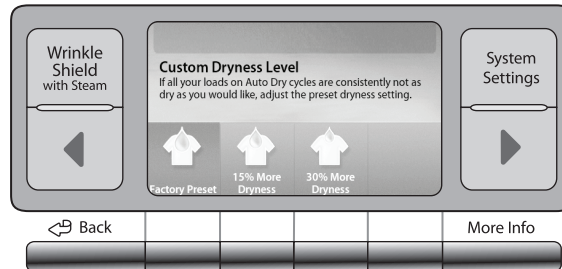 Wrinkle
Shield
with Steam
Custom Dryness Level
If all your loads on Auto Dry cycles are consistently not as
dry as you would like, adjust the preset dryness setting.
Factory Preset
15% More
Dryness
30% More
Dryness
System
Settings
Back
More Info